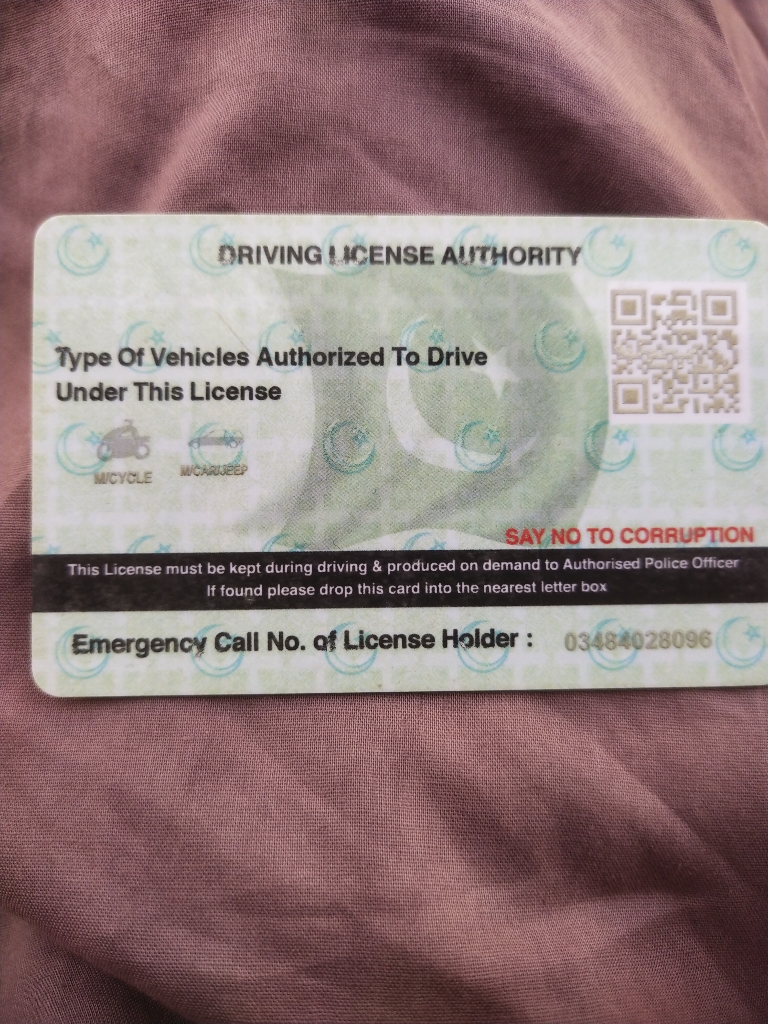 DRIVING LICENSE AUTHORITY
Type Of Vehicles Authorized To Drive
Under This License
M/CYCLE
M/CAR/JEEP
SAY NO TO CORRUPTION
This License must be kept during driving & produced on demand to Authorised Police Officer
If found please drop this card into the nearest letter box
Emergency Call No. of License Holder : 03484028096